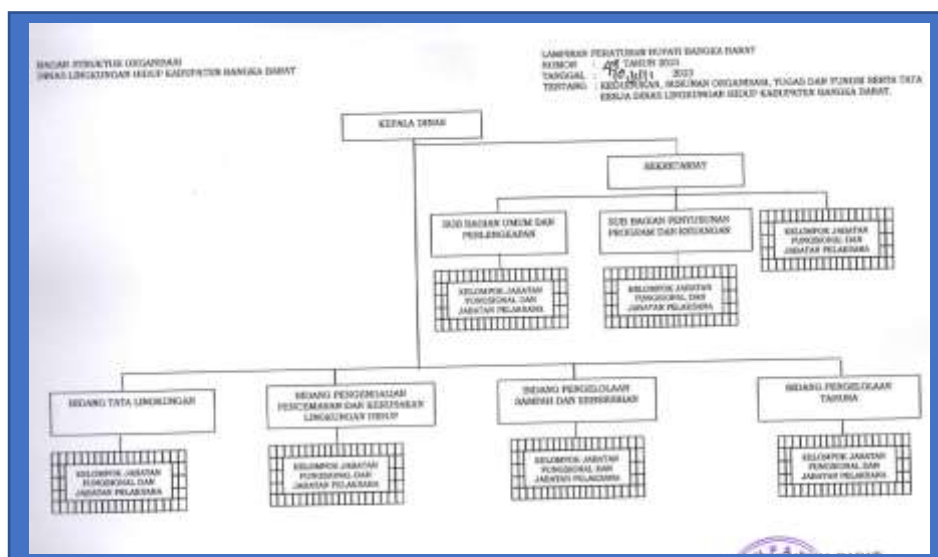 BAGAN STRUKTUR ORGANISASI
DINAS LINGKUNGAN HIDUP KABUPATEN BANGKA BARAT
LAMPIRAN PERATURAN BUPATI BANGKA BARAT
NOMOR : TAHUN 2023
TANGGAL : 2023
TENTANG : KEDUDUKAN, SUSUNAN ORGANISASI, TUGAS DAN FUNGSI SERTA TATA
KERJA DINAS LINGKUNGAN HIDUP KABUPATEN BANGKA BARAT.
KEPALA DINAS
SEKRETARIAT
SUB BAGIAN UMUM DAN
PERLENGKAPAN
SUB BAGIAN PENYUSUNAN
PROGRAM DAN KEUANGAN
KELOMPOK JABATAN
FUNGSIONAL DAN
JABATAN PELAKSANA
KELOMPOK JABATAN
FUNGSIONAL DAN
JABATAN PELAKSANA
KELOMPOK JABATAN
FUNGSIONAL DAN
JABATAN PELAKSANA
BIDANG TATA LINGKUNGAN
BIDANG PENGENDALIAN
PENCEMARAN DAN KERUSAKAN
LINGKUNGAN HIDUP
BIDANG PENGELOLAAN
SAMPAH DAN KEBERSIHAN
BIDANG PENGELOLAAN
TAHURA
KELOMPOK JABATAN
FUNGSIONAL DAN
JABATAN PELAKSANA
KELOMPOK JABATAN
FUNGSIONAL DAN
JABATAN PELAKSANA
KELOMPOK JABATAN
FUNGSIONAL DAN
JABATAN PELAKSANA
KELOMPOK JABATAN
FUNGSIONAL DAN
JABATAN PELAKSANA